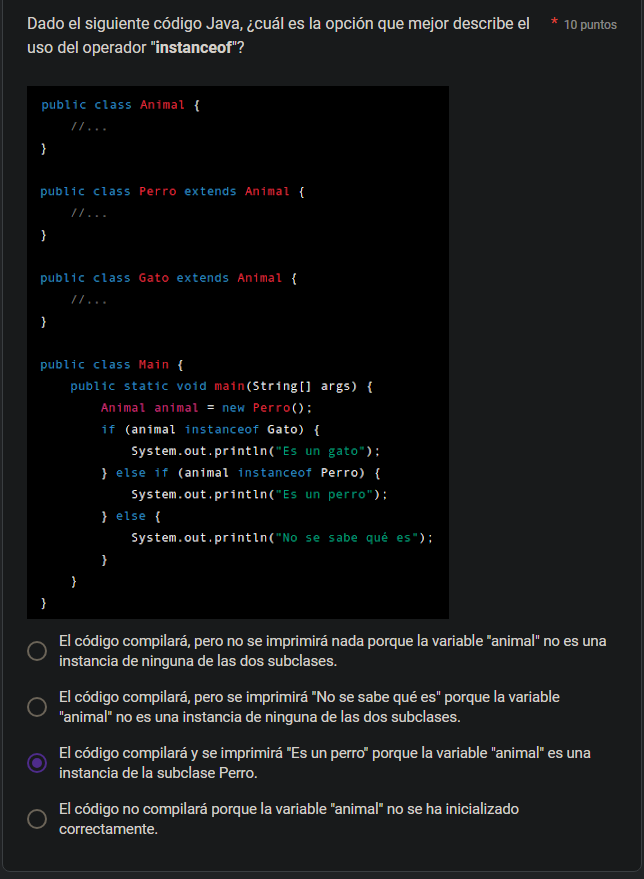 Dado el siguiente código Java, ¿cuál es la opción que mejor describe el * 10 puntos
uso del operador "instanceof"?
public class Animal {
//...
}
public class Perro extends Animal {
//...
}
public class Gato extends Animal {
//...
}
public class Main {
public static void main(String[] args) {
Animal animal = new Perro();
if (animal instanceof Gato) {
System.out.println("Es un gato");
} else if (animal instanceof Perro) {
System.out.println("Es un perro");
} else {
System.out.println("No se sabe qué es");
}
}
}
El código compilará, pero no se imprimirá nada porque la variable "animal" no es una
instancia de ninguna de las dos subclases.
El código compilará, pero se imprimirá "No se sabe qué es" porque la variable
"animal" no es una instancia de ninguna de las dos subclases.
El código compilará y se imprimirá "Es un perro" porque la variable "animal" es una
instancia de la subclase Perro.
El código no compilará porque la variable "animal" no se ha inicializado
correctamente.